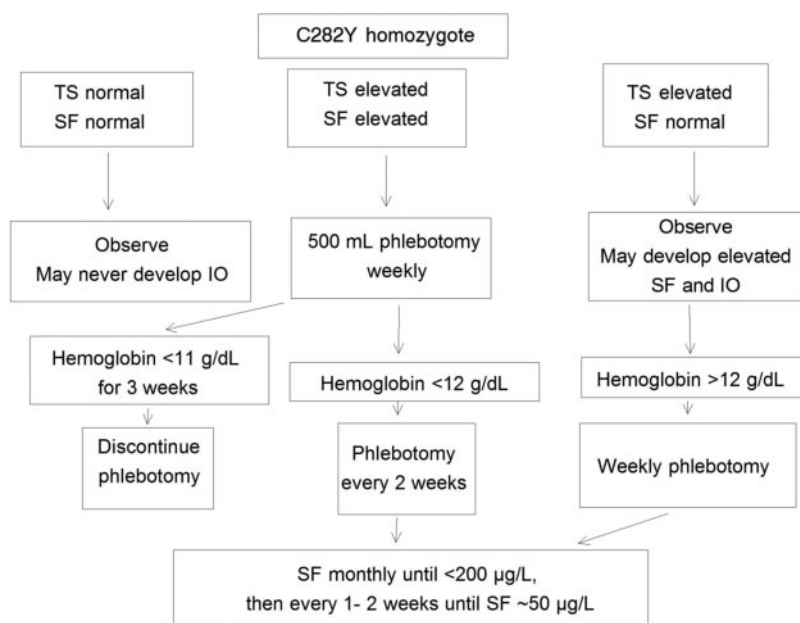 C282Y homozygote
TS normal
SF normal
TS elevated
SF elevated
TS elevated
SF normal
Observe
May never develop IO
500 mL phlebotomy
weekly
Observe
May develop elevated
SF and IO
Hemoglobin <11 g/dL
for 3 weeks
Hemoglobin <12 g/dL
Hemoglobin >12 g/dL
Discontinue
phlebotomy
Phlebotomy
every 2 weeks
Weekly phlebotomy
SF monthly until <200 µg/L,
then every 1- 2 weeks until SF ~50 µg/L